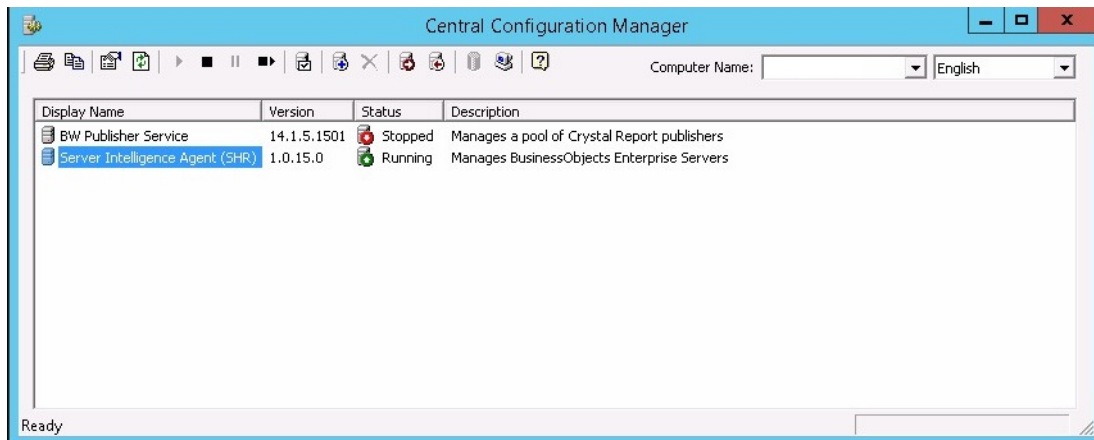 Central Configuration Manager
Computer Name: English
Display Name Version Status Description
BW Publisher Service 14.1.5.1501 Stopped Manages a pool of Crystal Report publishers
Server Intelligence Agent (SHR) 1.0.15.0 Running Manages BusinessObjects Enterprise Servers
Ready